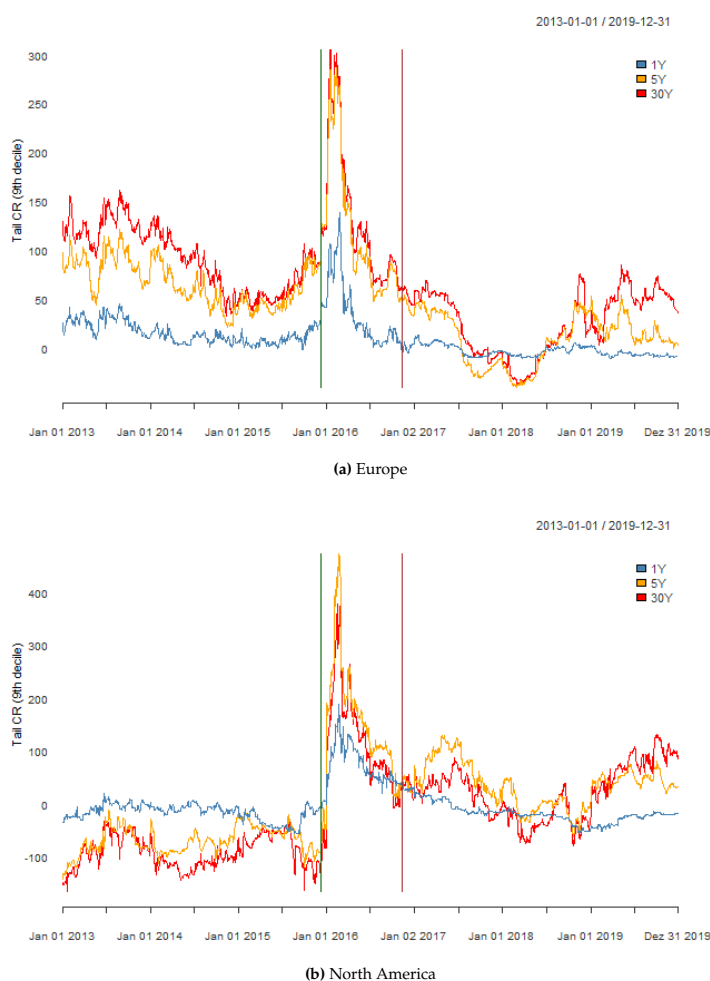 2013-01-01 / 2019-12-31
300
250
200
150
100
50
0
Tail CR (9th decile)
1Y
5Y
30Y
Jan 01 2013 Jan 01 2014 Jan 01 2015 Jan 01 2016 Jan 02 2017 Jan 01 2018 Jan 01 2019 Dez 31 2019
(a) Europe
2013-01-01 / 2019-12-31
400
300
200
100
0
-100
Tail CR (9th decile)
1Y
5Y
30Y
Jan 01 2013 Jan 01 2014 Jan 01 2015 Jan 01 2016 Jan 02 2017 Jan 01 2018 Jan 01 2019 Dez 31 2019
(b) North America